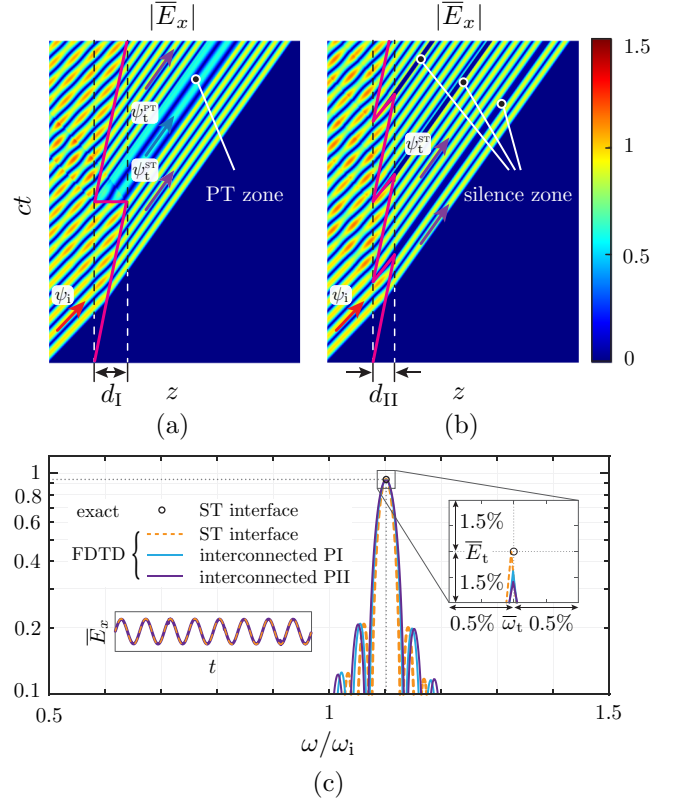 |E̅ₓ|
|E̅ₓ|
1.5
1
0.5
0
ct
ψᵢ
ψₜᴾᵀ
ψₜˢᵀ
PT zone
ψᵢ
ψₜˢᵀ
silence zone
d_I
z
d_II
z
(a)
(b)
1
0.8
0.6
0.4
0.2
0.1
exact
ST interface
FDTD
ST interface
interconnected PI
interconnected PII
E̅ₓ
t
1.5%
E̅ₜ
1.5%
0.5% ω̅ₜ 0.5%
0.5
1
1.5
ω/ωᵢ
(c)